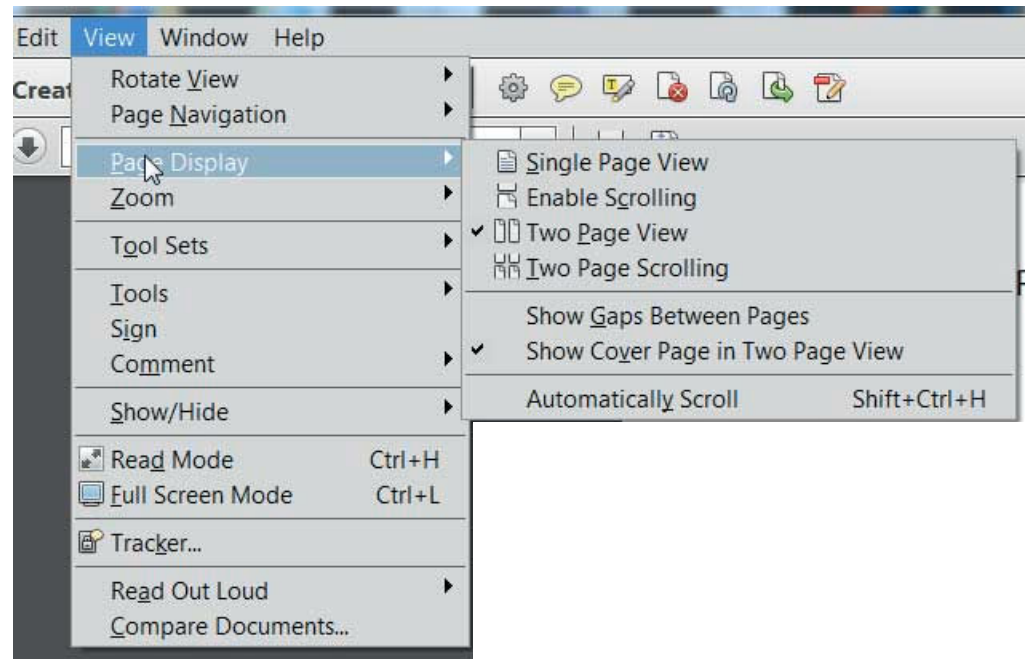 Edit View Window Help
Creat
Rotate View
Page Navigation
Page Display
Zoom
Tool Sets
Tools
Sign
Comment
Show/Hide
Read Mode Ctrl+H
Full Screen Mode Ctrl+L
Tracker...
Read Out Loud
Compare Documents...
Single Page View
Enable Scrolling
Two Page View
Two Page Scrolling
Show Gaps Between Pages
Show Cover Page in Two Page View
Automatically Scroll Shift+Ctrl+H